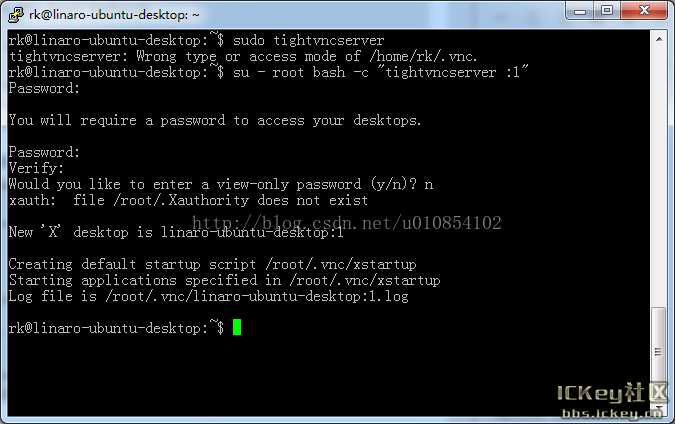 rk@linaro-ubuntu-desktop: ~
rk@linaro-ubuntu-desktop:~$ sudo tightvncserver
tightvncserver: Wrong type or access mode of /home/rk/.vnc.
rk@linaro-ubuntu-desktop:~$ su - root bash -c "tightvncserver :1"
Password:
You will require a password to access your desktops.
Password:
Verify:
Would you like to enter a view-only password (y/n)? n
xauth:  file /root/.Xauthority does not exist
http://blog.csdn.net/u010854102
New 'X' desktop is linaro-ubuntu-desktop:1
Creating default startup script /root/.vnc/xstartup
Starting applications specified in /root/.vnc/xstartup
Log file is /root/.vnc/linaro-ubuntu-desktop:1.log
rk@linaro-ubuntu-desktop:~$
ICKey社区
bbs.ickey.cn